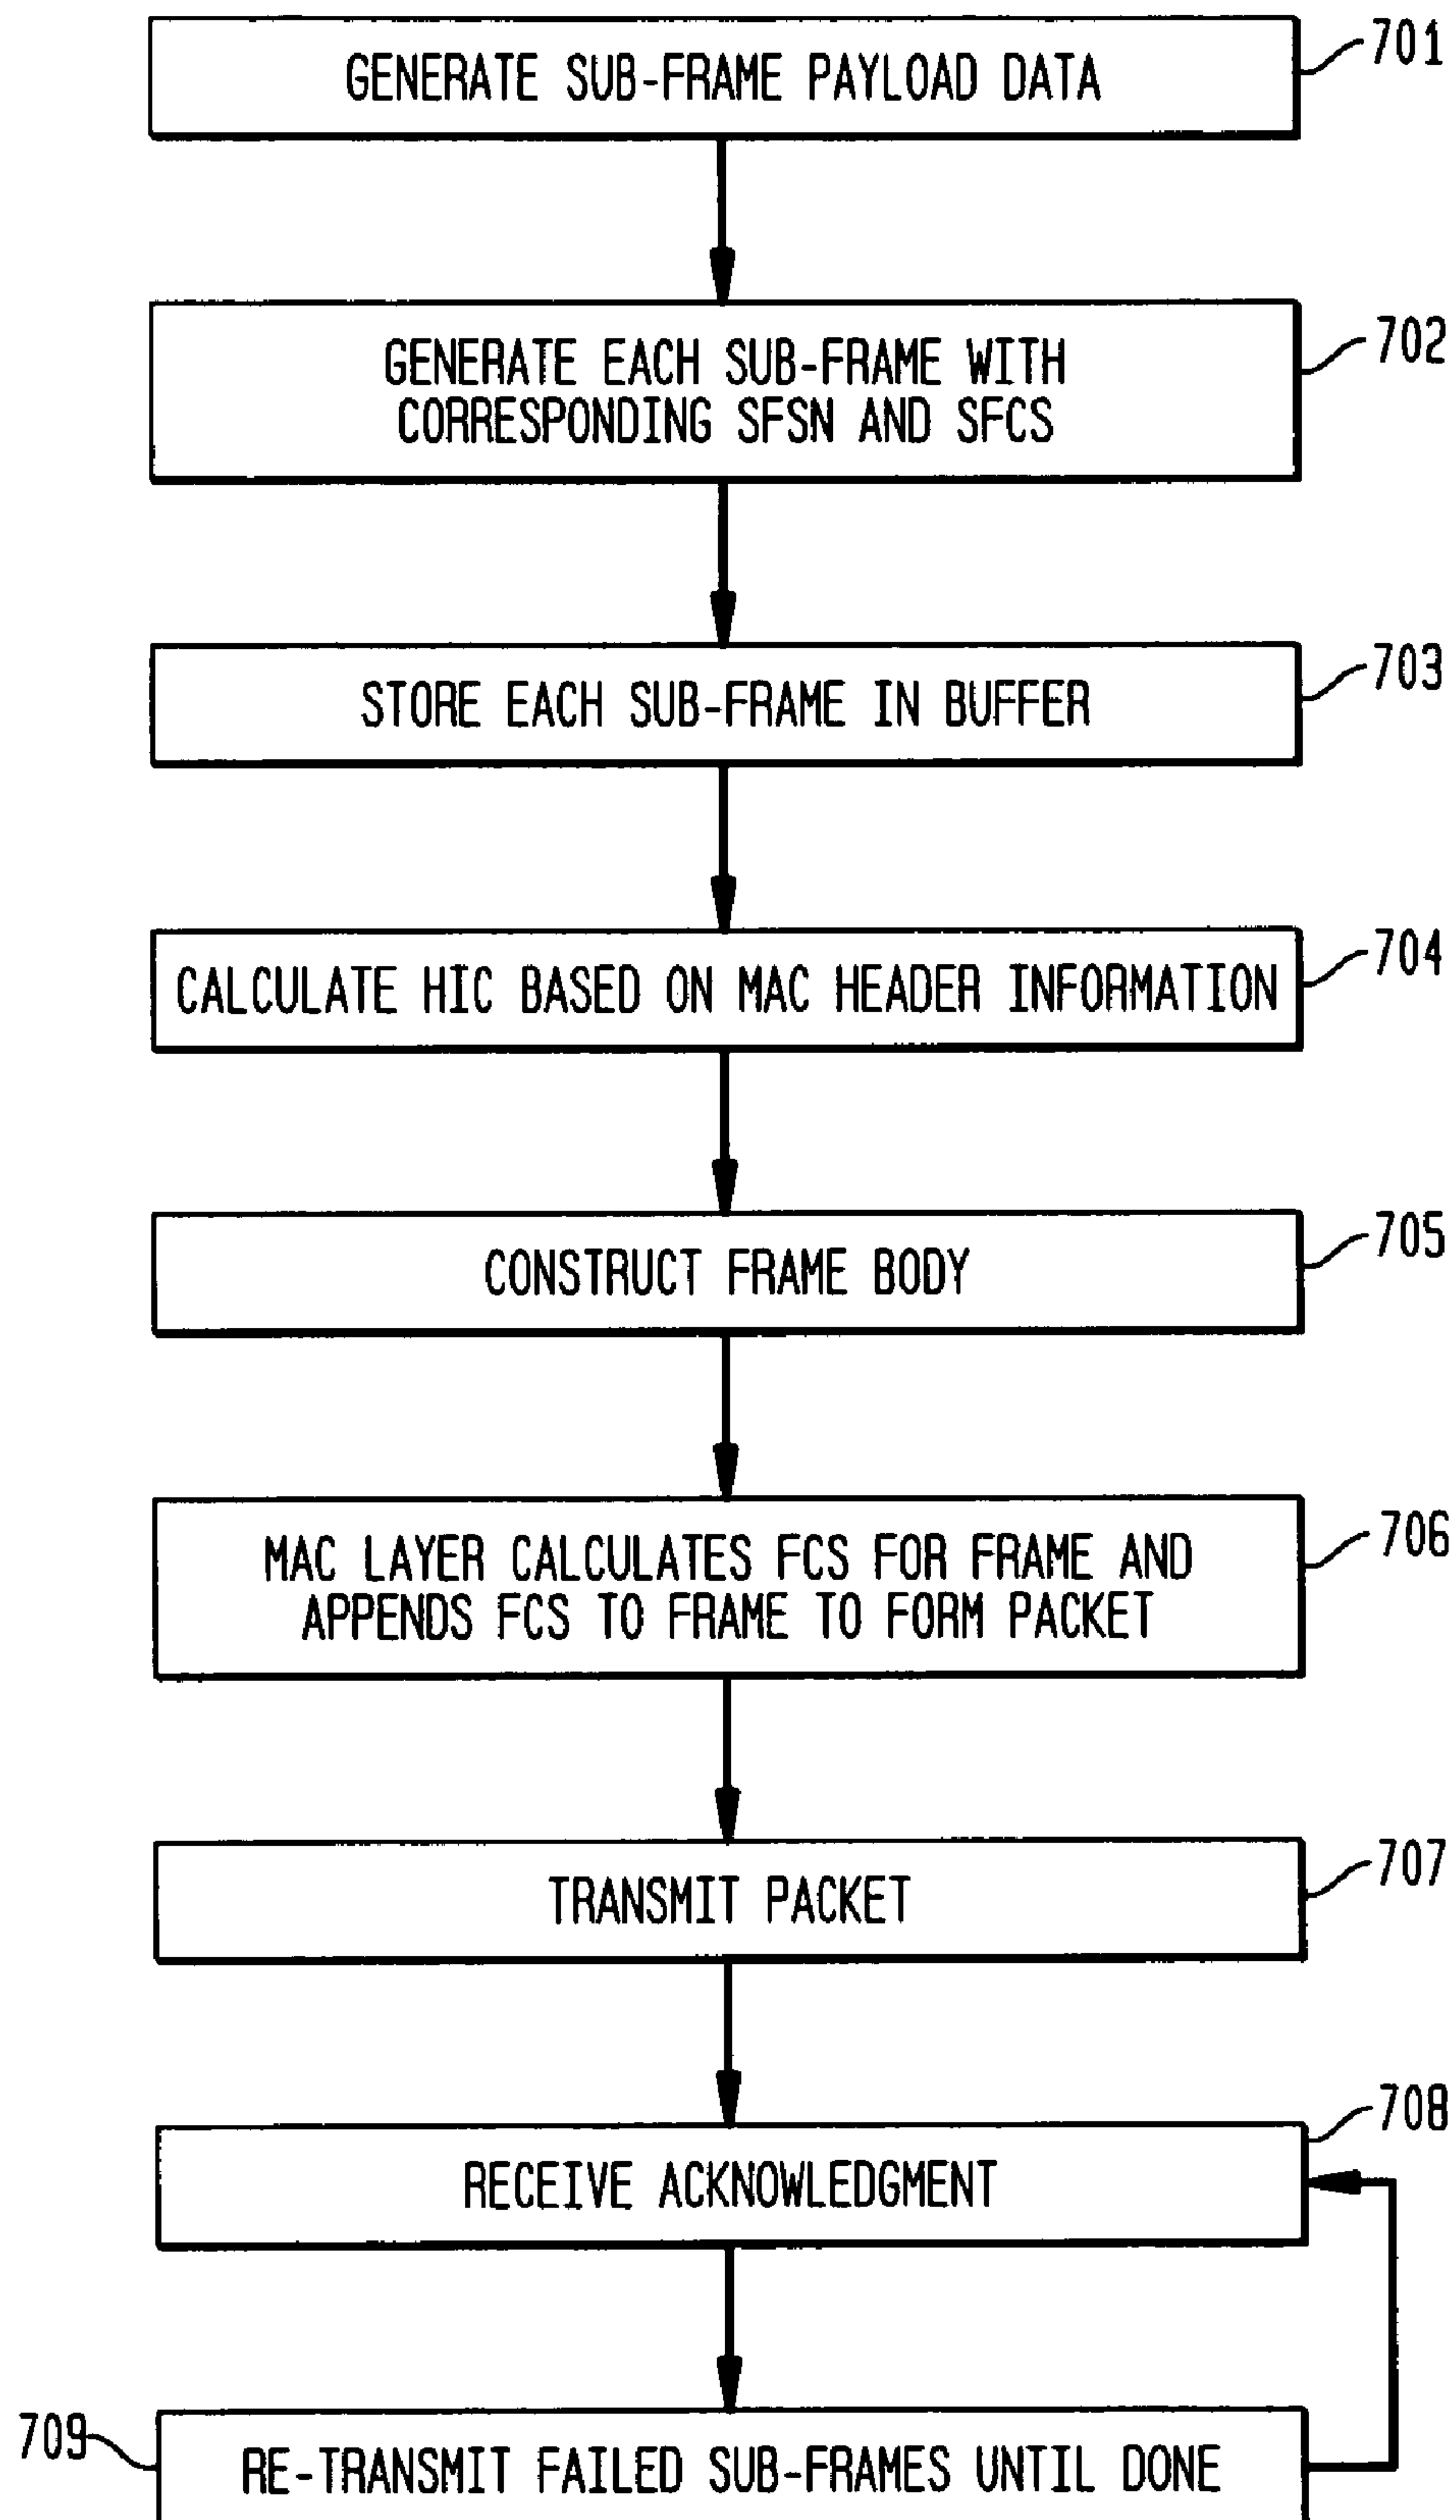 GENERATE SUB-FRAME PAYLOAD DATA
701
GENERATE EACH SUB-FRAME WITH
CORRESPONDING SFSN AND SFCS
702
STORE EACH SUB-FRAME IN BUFFER
703
CALCULATE HIC BASED ON MAC HEADER INFORMATION
704
CONSTRUCT FRAME BODY
705
MAC LAYER CALCULATES FCS FOR FRAME AND
APPENDS FCS TO FRAME TO FORM PACKET
706
TRANSMIT PACKET
707
RECEIVE ACKNOWLEDGMENT
708
709
RE-TRANSMIT FAILED SUB-FRAMES UNTIL DONE